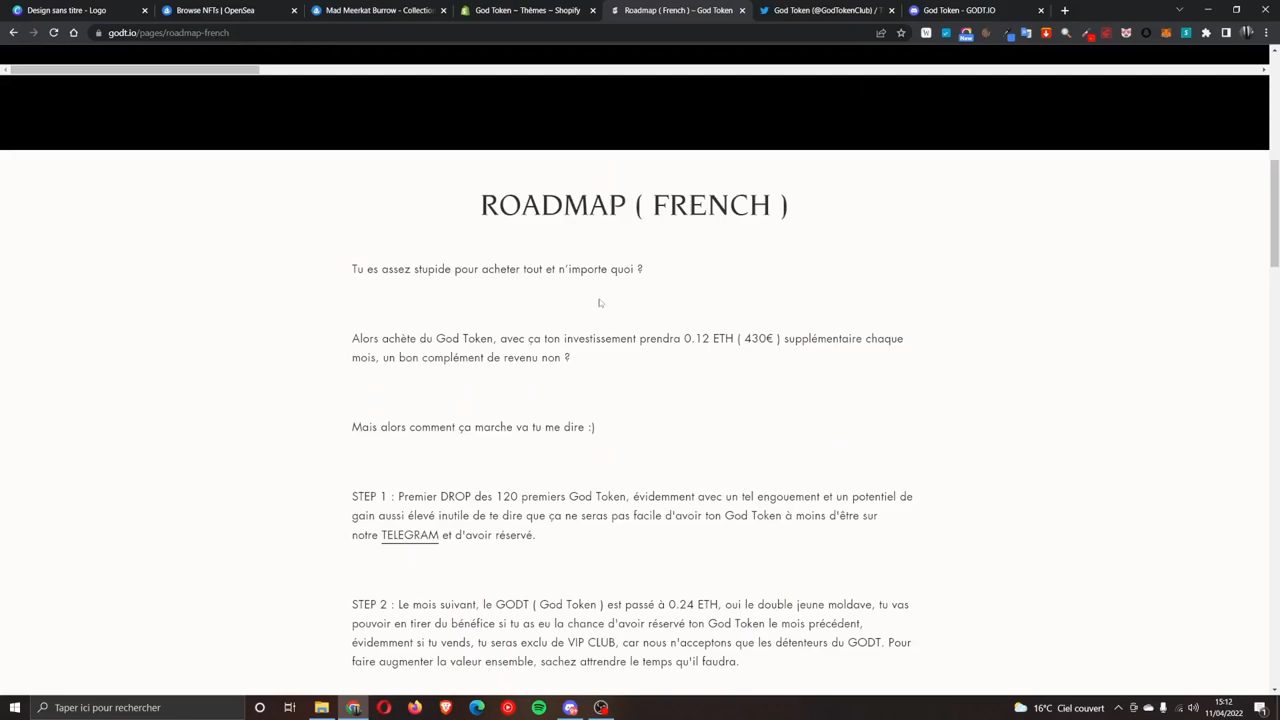 Design sans titre - Logo
Browse NFTs | OpenSea
Mad Meerkat Burrow - Collection
God Token ~ Thèmes ~ Shopify
Roadmap ( French ) – God Token
God Token (@GodTokenClub) / T
God Token - GODT.IO
godt.io/pages/roadmap-french
ROADMAP ( FRENCH )
Tu es assez stupide pour acheter tout et n'importe quoi ?
Alors achète du God Token, avec ça ton investissement prendra 0.12 ETH ( 430€ ) supplémentaire chaque
mois, un bon complément de revenu non ?
Mais alors comment ça marche va tu me dire :)
STEP 1 : Premier DROP des 120 premiers God Token, évidemment avec un tel engouement et un potentiel de
gain aussi élevé inutile de te dire que ça ne seras pas facile d'avoir ton God Token à moins d'être sur
notre TELEGRAM et d'avoir réservé.
STEP 2 : Le mois suivant, le GODT ( God Token ) est passé à 0.24 ETH, oui le double jeune moldave, tu vas
pouvoir en tirer du bénéfice si tu as eu la chance d'avoir réservé ton God Token le mois précédent,
évidemment si tu vends, tu seras exclu de VIP CLUB, car nous n'acceptons que les détenteurs du GODT. Pour
faire augmenter la valeur ensemble, sachez attendre le temps qu'il faudra.
Taper ici pour rechercher
16°C Ciel couvert
15:12
11/04/2022